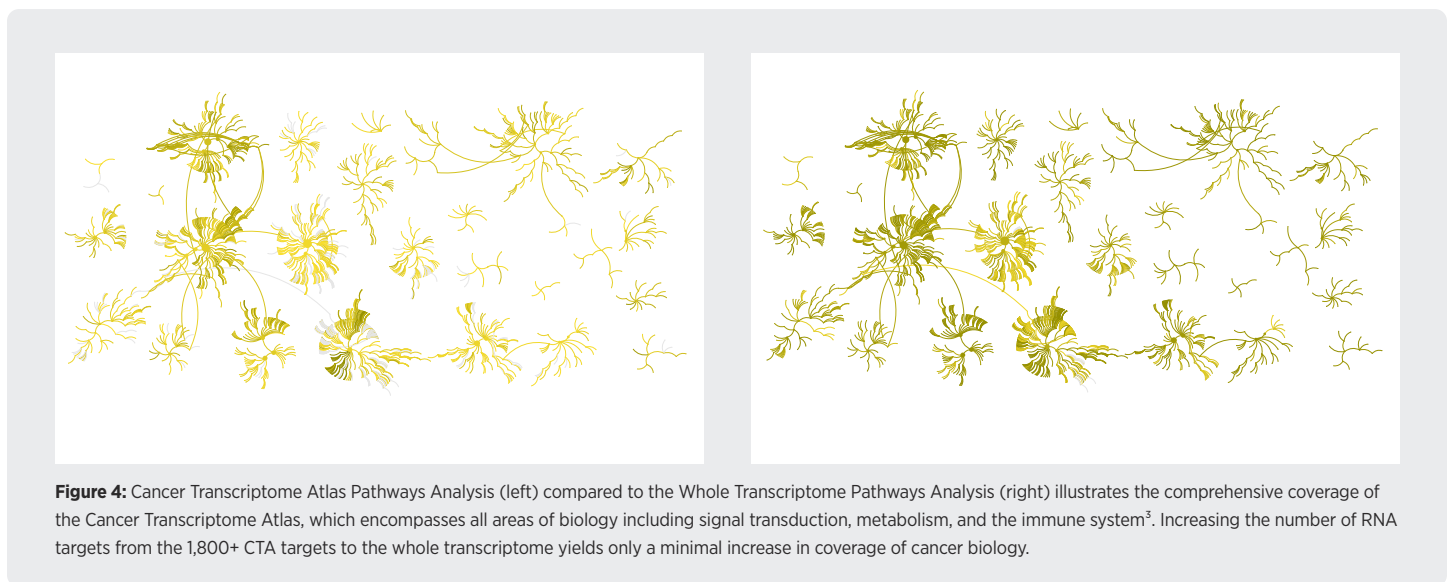 Figure 4: Cancer Transcriptome Atlas Pathways Analysis (left) compared to the Whole Transcriptome Pathways Analysis (right) illustrates the comprehensive coverage of
the Cancer Transcriptome Atlas, which encompasses all areas of biology including signal transduction, metabolism, and the immune system³. Increasing the number of RNA
targets from the 1,800+ CTA targets to the whole transcriptome yields only a minimal increase in coverage of cancer biology.